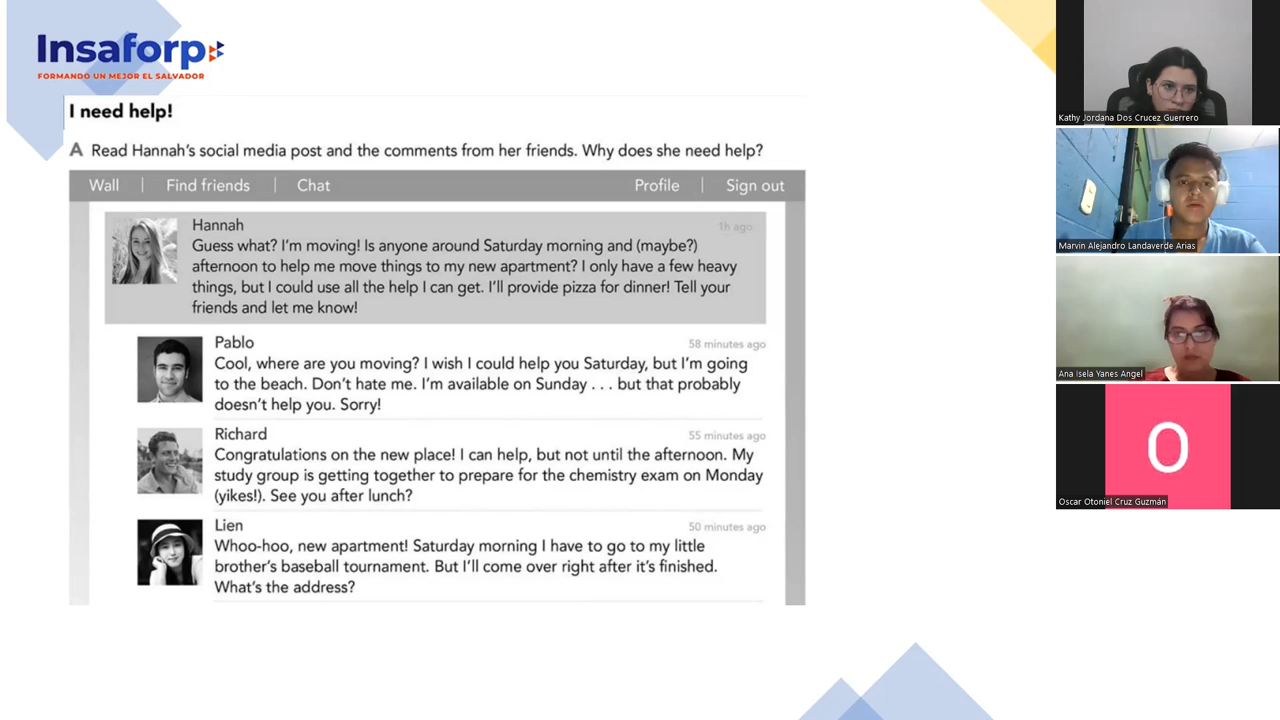 Insaforp
FORMANDO UN MEJOR EL SALVADOR
I need help!
A Read Hannah's social media post and the comments from her friends. Why does she need help?
Wall | Find friends | Chat Profile | Sign out
Hannah 1h ago
Guess what? I'm moving! Is anyone around Saturday morning and (maybe?)
afternoon to help me move things to my new apartment? I only have a few heavy
things, but I could use all the help I can get. I'll provide pizza for dinner! Tell your
friends and let me know!
Pablo 58 minutes ago
Cool, where are you moving? I wish I could help you Saturday, but I'm going
to the beach. Don't hate me. I'm available on Sunday . . . but that probably
doesn't help you. Sorry!
Richard 55 minutes ago
Congratulations on the new place! I can help, but not until the afternoon. My
study group is getting together to prepare for the chemistry exam on Monday
(yikes!). See you after lunch?
Lien 50 minutes ago
Whoo-hoo, new apartment! Saturday morning I have to go to my little
brother's baseball tournament. But I'll come over right after it's finished.
What's the address?
Kathy Jordana Dos Crucez Guerrero
Marvin Alejandro Landaverde Arias
Ana Isela Yanes Angel
O
Oscar Otoniel Cruz Guzmán